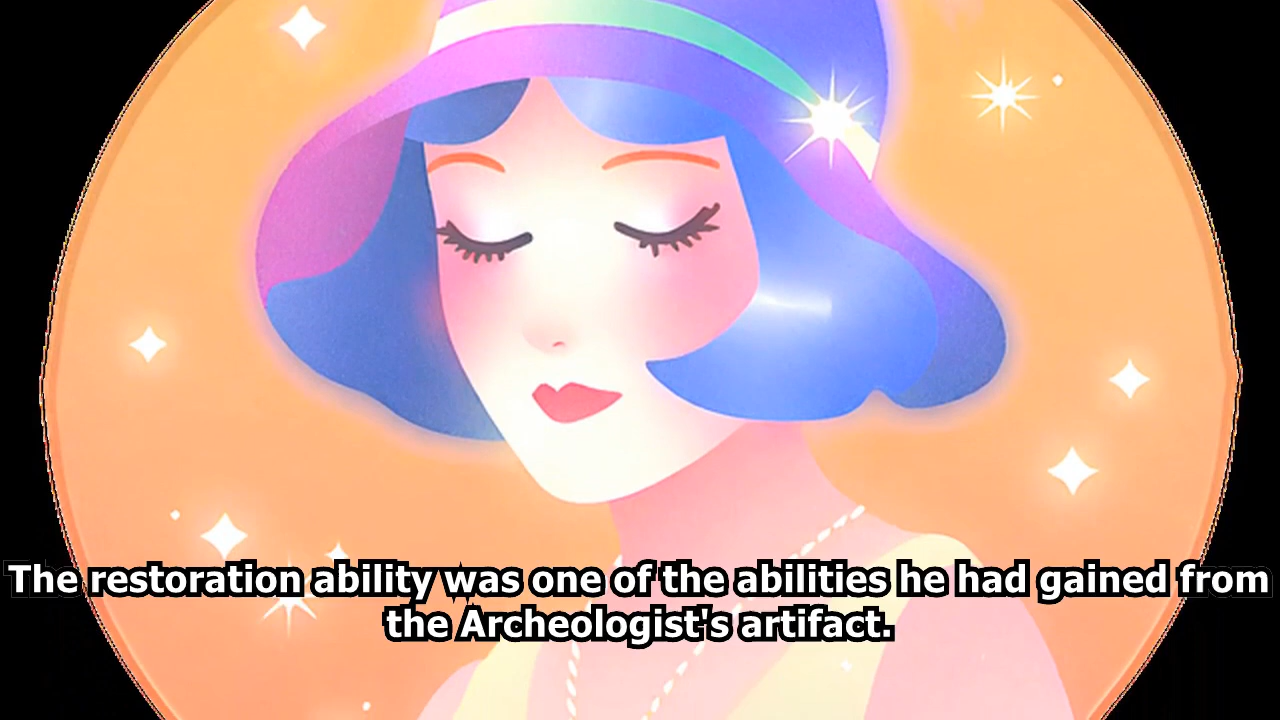 The restoration ability was one of the abilities he had gained from
the Archeologist's artifact.